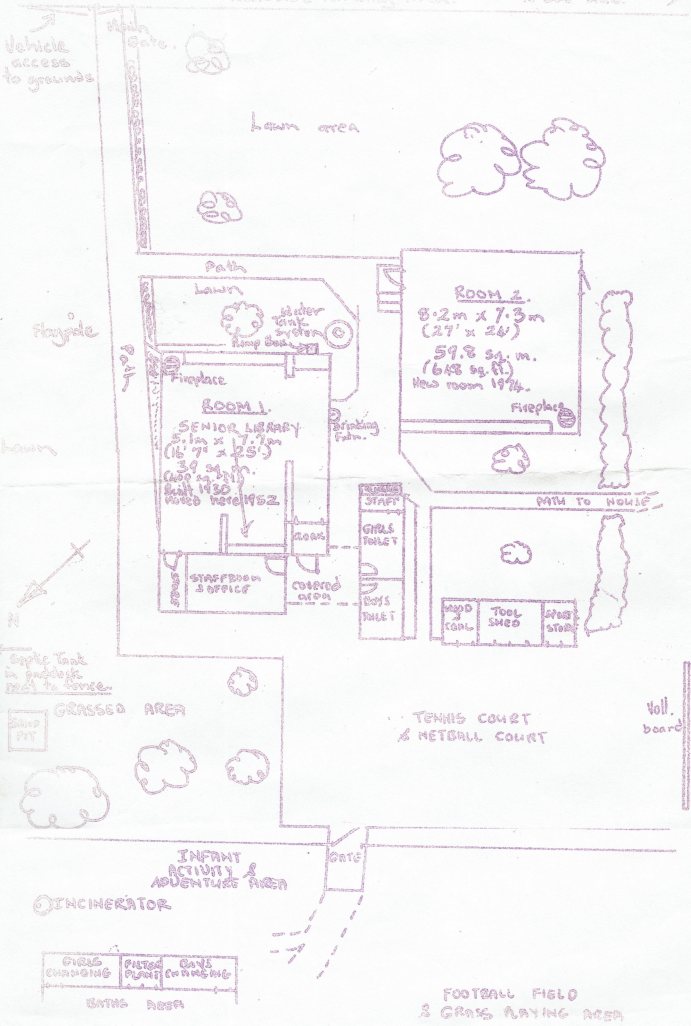 Vehicle
access
to grounds
Main
Gate.
Lawn area
Path
Lawn
Water
Tank
System
Pump Box
Flagpole
Path
Fireplace
ROOM 2.
8.2m x 7.3m
(27' x 24')
59.8 sq. m.
(648 sq. ft.)
New room 1974.
Fireplace
ROOM 1.
SENIOR LIBRARY
5.1m x 7.7m
(16'7" x 25')
39 sq. m.
Built 1930
Moved here 1952
Drinking
Fountn.
Lawn
STAFF
GIRLS
TOILET
CLOAKS
PATH TO HOUSE
STORE
STAFFROOM
& OFFICE
Covered
area
BOYS
TOILET
WOOD
&
COAL
TOOL
SHED
SPORT
STOR.
N
Septic Tank
in paddock
next to fence.
SAND
PIT
GRASSED AREA
TENNIS COURT
& NETBALL COURT
Voll.
board
GATE
INFANT
ACTIVITY &
ADVENTURE AREA
INCINERATOR
GIRLS
CHANGING
FILTER
PLANT
BOYS
CHANGING
BATHS AREA
FOOTBALL FIELD
& GRASS PLAYING AREA